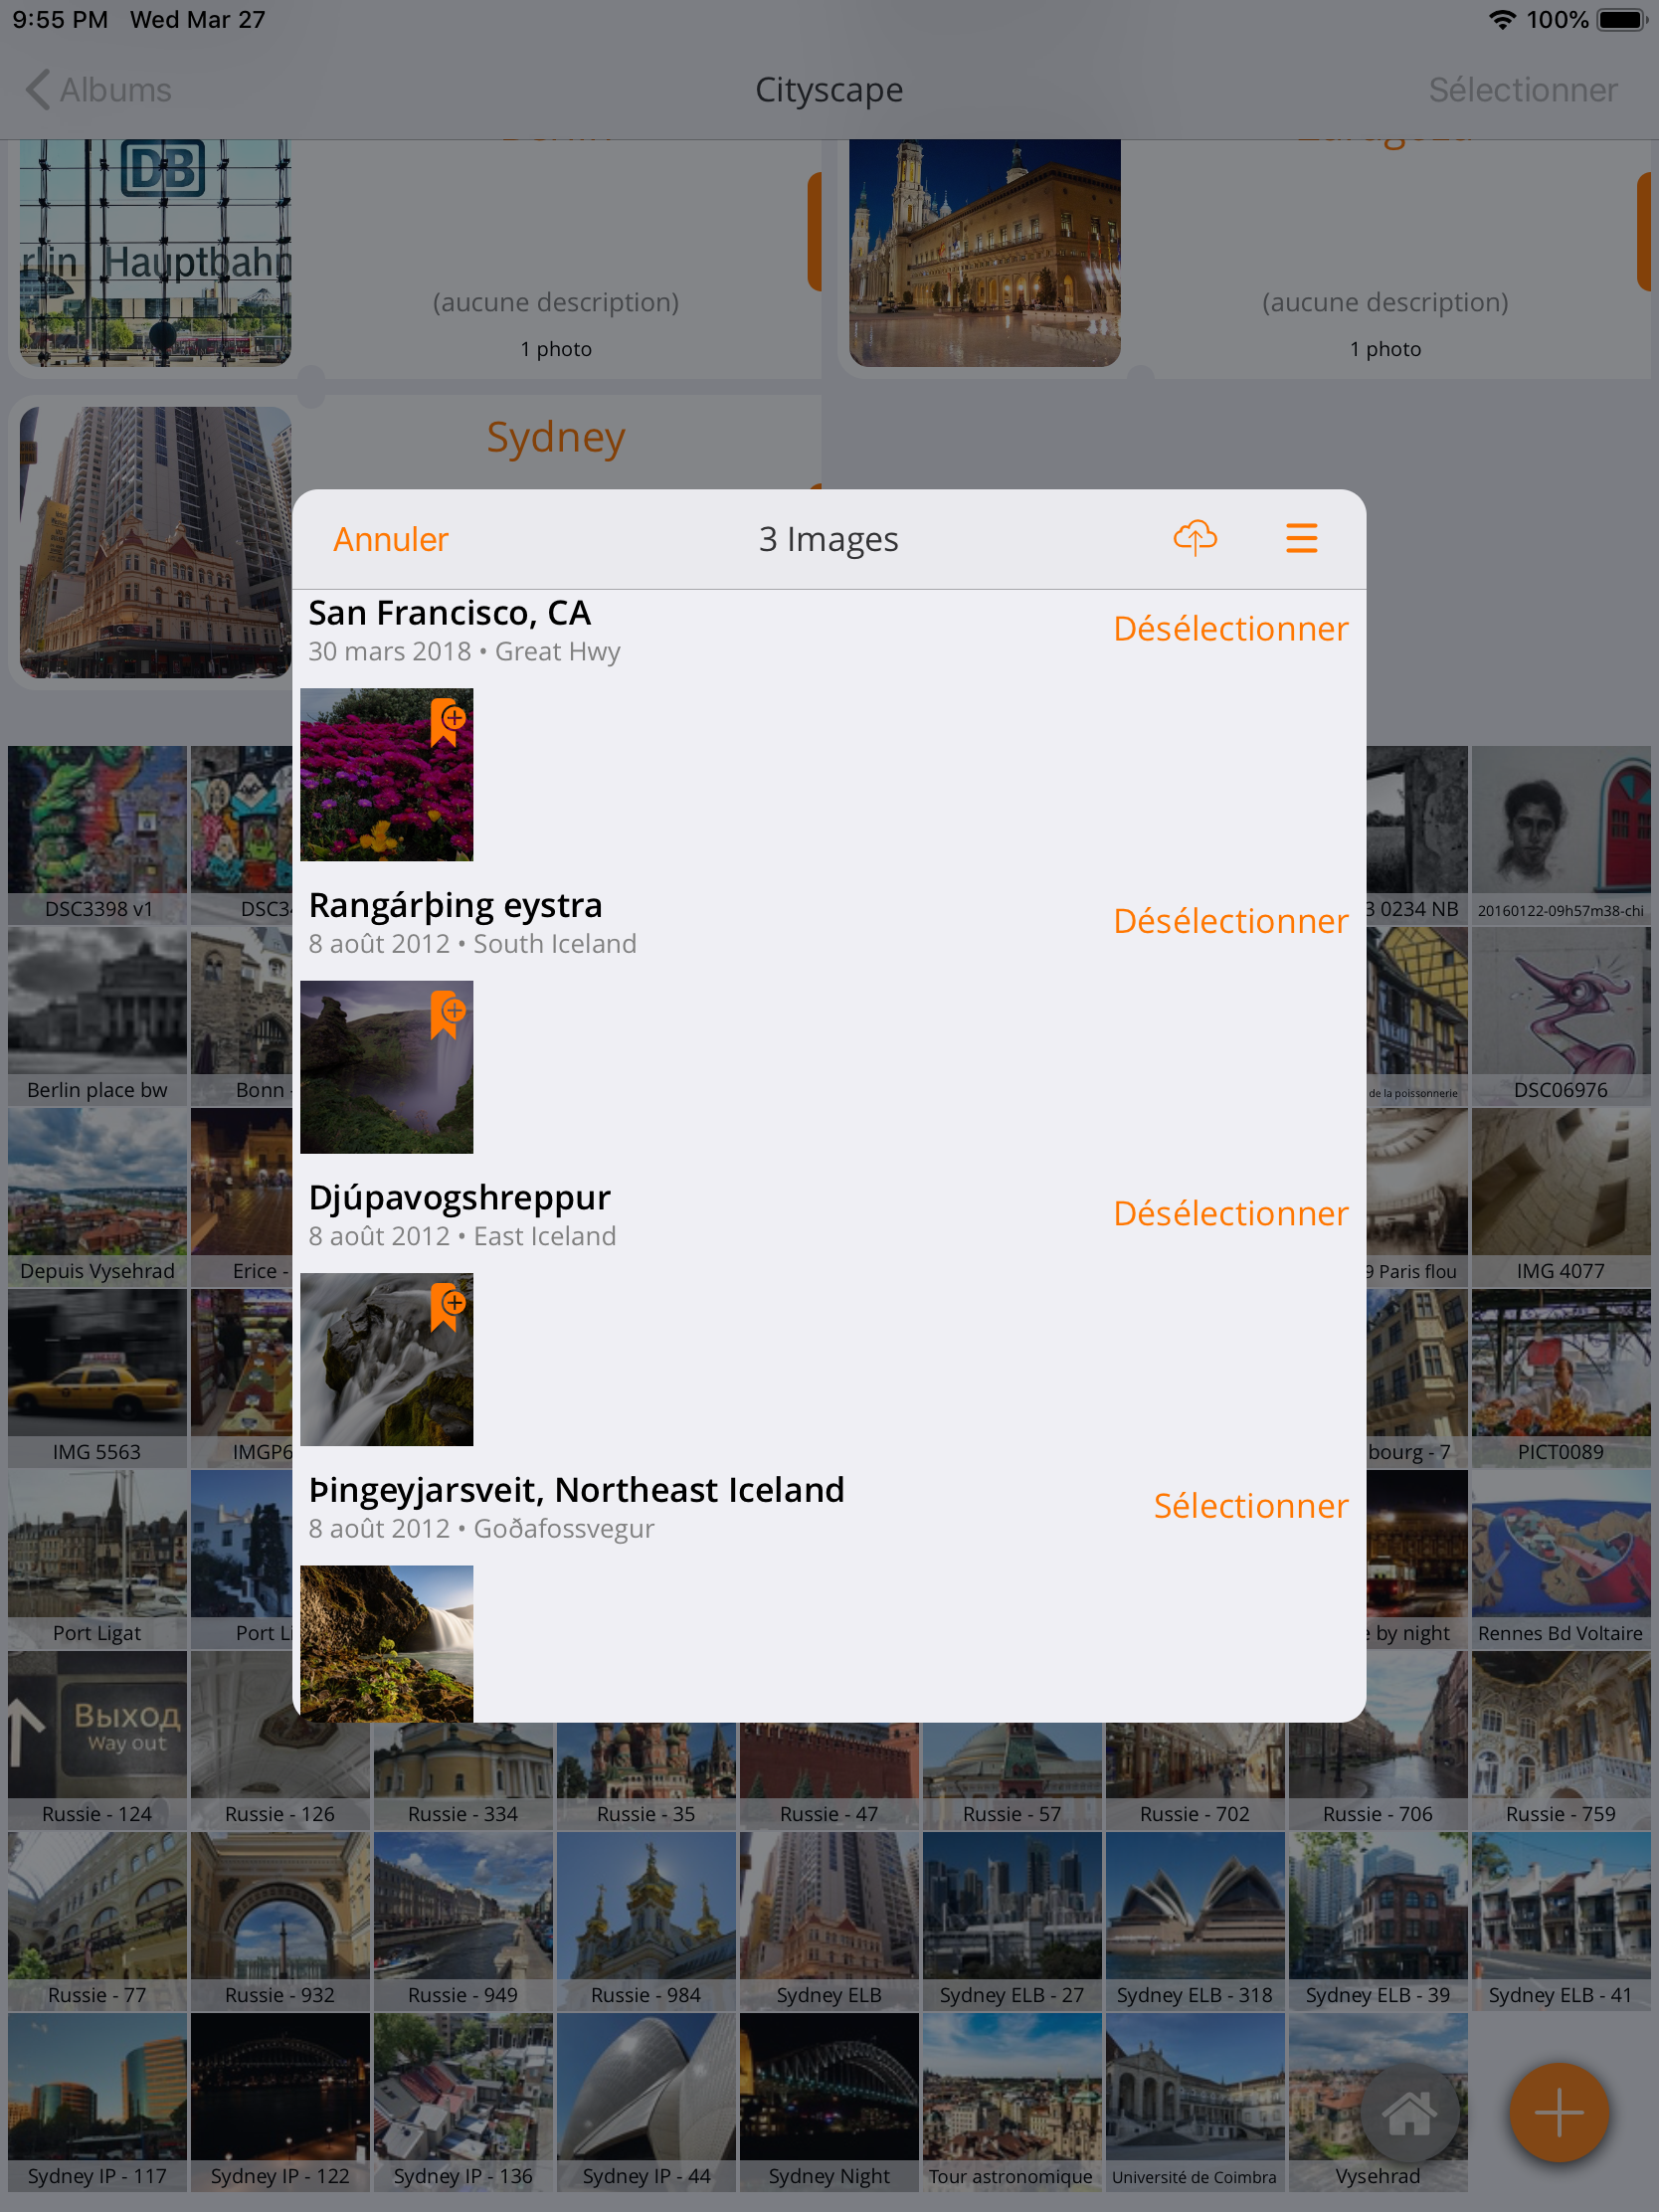 9:55 PM Wed Mar 27 100%
Albums Cityscape Sélectionner
DB
rlin Hauptbahn
(aucune description)
1 photo
(aucune description)
1 photo
Sydney
Annuler 3 Images
San Francisco, CA
30 mars 2018 • Great Hwy
Désélectionner
Rangárþing eystra
8 août 2012 • South Iceland
Désélectionner
Djúpavogshreppur
8 août 2012 • East Iceland
Désélectionner
Þingeyjarsveit, Northeast Iceland
8 août 2012 • Goðafossvegur
Sélectionner
DSC3398 v1 DSC34 3 0234 NB 20160122-09h57m38-chi
Berlin place bw Bonn - de la poissonnerie DSC06976
Depuis Vysehrad Erice - 9 Paris flou IMG 4077
IMG 5563 IMGP6 bourg - 7 PICT0089
Port Ligat Port Li e by night Rennes Bd Voltaire
Выход
Way out
Russie - 124 Russie - 126 Russie - 334 Russie - 35 Russie - 47 Russie - 57 Russie - 702 Russie - 706 Russie - 759
Russie - 77 Russie - 932 Russie - 949 Russie - 984 Sydney ELB Sydney ELB - 27 Sydney ELB - 318 Sydney ELB - 39 Sydney ELB - 41
Sydney IP - 117 Sydney IP - 122 Sydney IP - 136 Sydney IP - 44 Sydney Night Tour astronomique Université de Coimbra Vysehrad